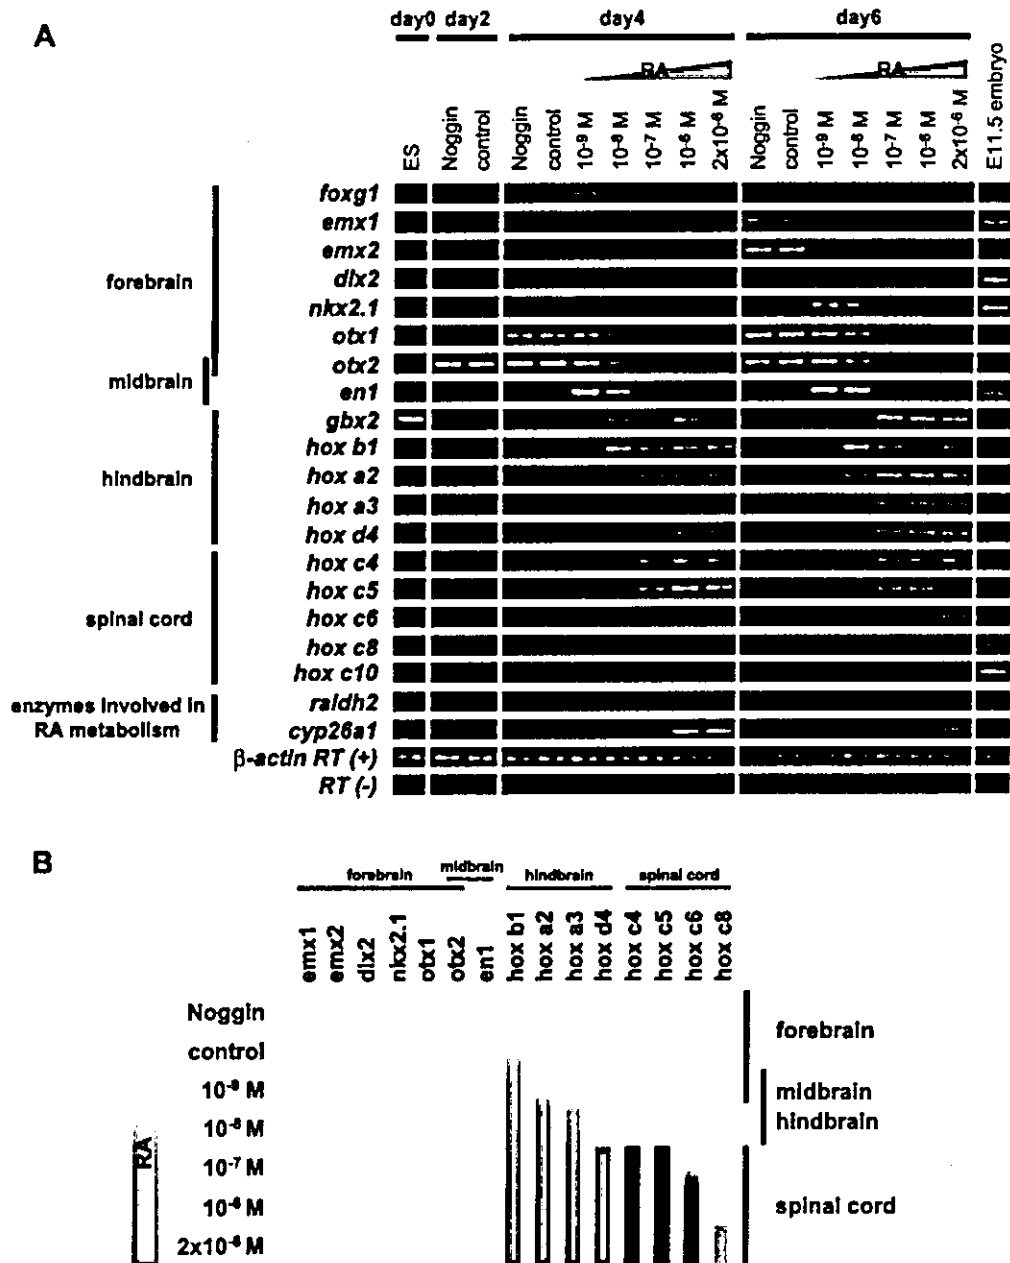 A
day0 day2 day4 day6
RA RA
ES Noggin control Noggin control 10⁻⁹ M 10⁻⁸ M 10⁻⁷ M 10⁻⁶ M 2x10⁻⁶ M Noggin control 10⁻⁹ M 10⁻⁸ M 10⁻⁷ M 10⁻⁶ M 2x10⁻⁶ M E11.5 embryo
foxg1
emx1
emx2
forebrain dlx2
nkx2.1
otx1
otx2
midbrain
en1
gbx2
hox b1
hindbrain hox a2
hox a3
hox d4
hox c4
hox c5
spinal cord hox c6
hox c8
hox c10
enzymes involved in raldh2
RA metabolism cyp26a1
β-actin RT (+)
RT (-)
B
forebrain midbrain hindbrain spinal cord
emx1 emx2 dlx2 nkx2.1 otx1 otx2 en1 hox b1 hox a2 hox a3 hox d4 hox c4 hox c5 hox c6 hox c8
Noggin
forebrain
control
10⁻⁹ M midbrain
hindbrain
10⁻⁸ M
RA
10⁻⁷ M
10⁻⁶ M spinal cord
2x10⁻⁶ M